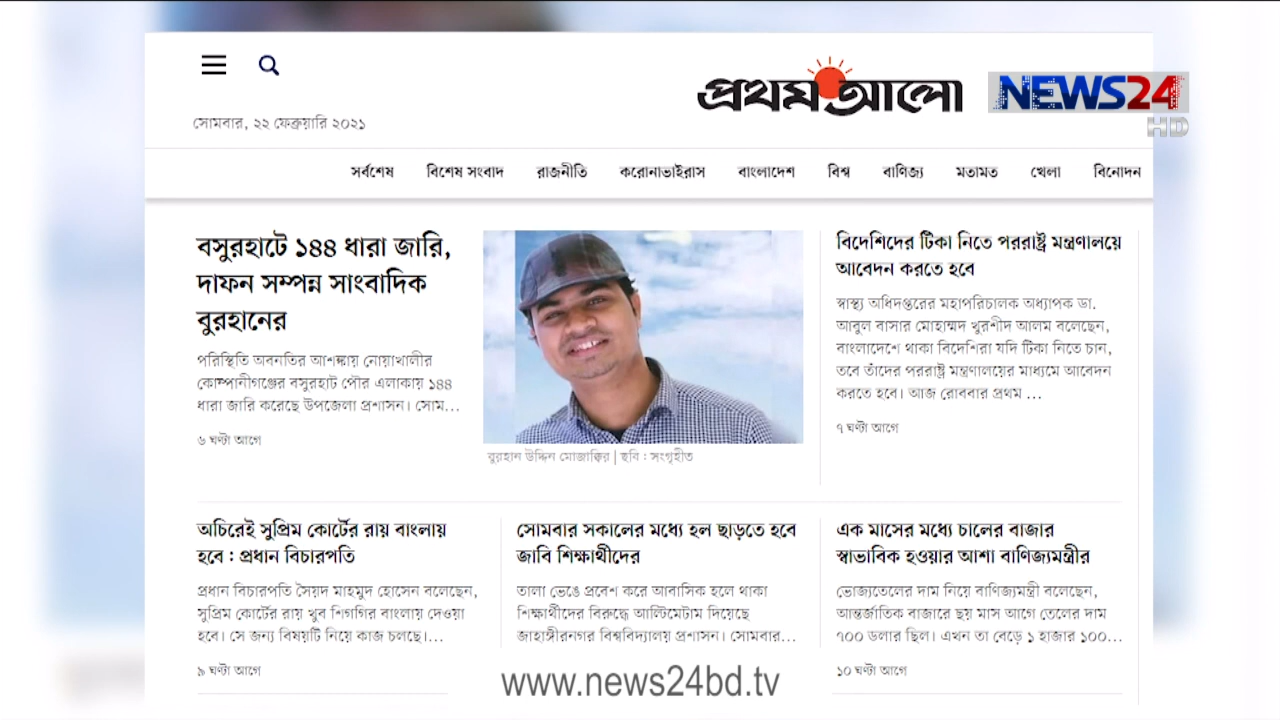 প্রথম আলো
NEWS24
HD
সোমবার, ২২ ফেব্রুয়ারি ২০২১
সর্বশেষ বিশেষ সংবাদ রাজনীতি করোনাভাইরাস বাংলাদেশ বিশ্ব বাণিজ্য মতামত খেলা বিনোদন
বসুরহাটে ১৪৪ ধারা জারি,
দাফন সম্পন্ন সাংবাদিক
বুরহানের
পরিস্থিতি অবনতির আশঙ্কায় নোয়াখালীর
কোম্পানীগঞ্জের বসুরহাট পৌর এলাকায় ১৪৪
ধারা জারি করেছে উপজেলা প্রশাসন। সোম...
৬ ঘণ্টা আগে
বুরহান উদ্দিন মোজাক্কির | ছবি : সংগৃহীত
বিদেশিদের টিকা নিতে পররাষ্ট্র মন্ত্রণালয়ে
আবেদন করতে হবে
স্বাস্থ্য অধিদপ্তরের মহাপরিচালক অধ্যাপক ডা.
আবুল বাসার মোহাম্মদ খুরশীদ আলম বলেছেন,
বাংলাদেশে থাকা বিদেশিরা যদি টিকা নিতে চান,
তবে তাঁদের পররাষ্ট্র মন্ত্রণালয়ের মাধ্যমে আবেদন
করতে হবে। আজ রোববার প্রথম ...
৭ ঘণ্টা আগে
অচিরেই সুপ্রিম কোর্টের রায় বাংলায়
হবে : প্রধান বিচারপতি
প্রধান বিচারপতি সৈয়দ মাহমুদ হোসেন বলেছেন,
সুপ্রিম কোর্টের রায় খুব শিগগির বাংলায় দেওয়া
হবে। সে জন্য বিষয়টি নিয়ে কাজ চলছে।...
৯ ঘণ্টা আগে
সোমবার সকালের মধ্যে হল ছাড়তে হবে
জাবি শিক্ষার্থীদের
তালা ভেঙে প্রবেশ করে আবাসিক হলে থাকা
শিক্ষার্থীদের বিরুদ্ধে আল্টিমেটাম দিয়েছে
জাহাঙ্গীরনগর বিশ্ববিদ্যালয় প্রশাসন। সোমবার...
এক মাসের মধ্যে চালের বাজার
স্বাভাবিক হওয়ার আশা বাণিজ্যমন্ত্রীর
ভোজ্যতেলের দাম নিয়ে বাণিজ্যমন্ত্রী বলেছেন,
আন্তর্জাতিক বাজারে ছয় মাস আগে তেলের দাম
৭০০ ডলার ছিল। এখন তা বেড়ে ১ হাজার ১০০...
১০ ঘণ্টা আগে
www.news24bd.tv